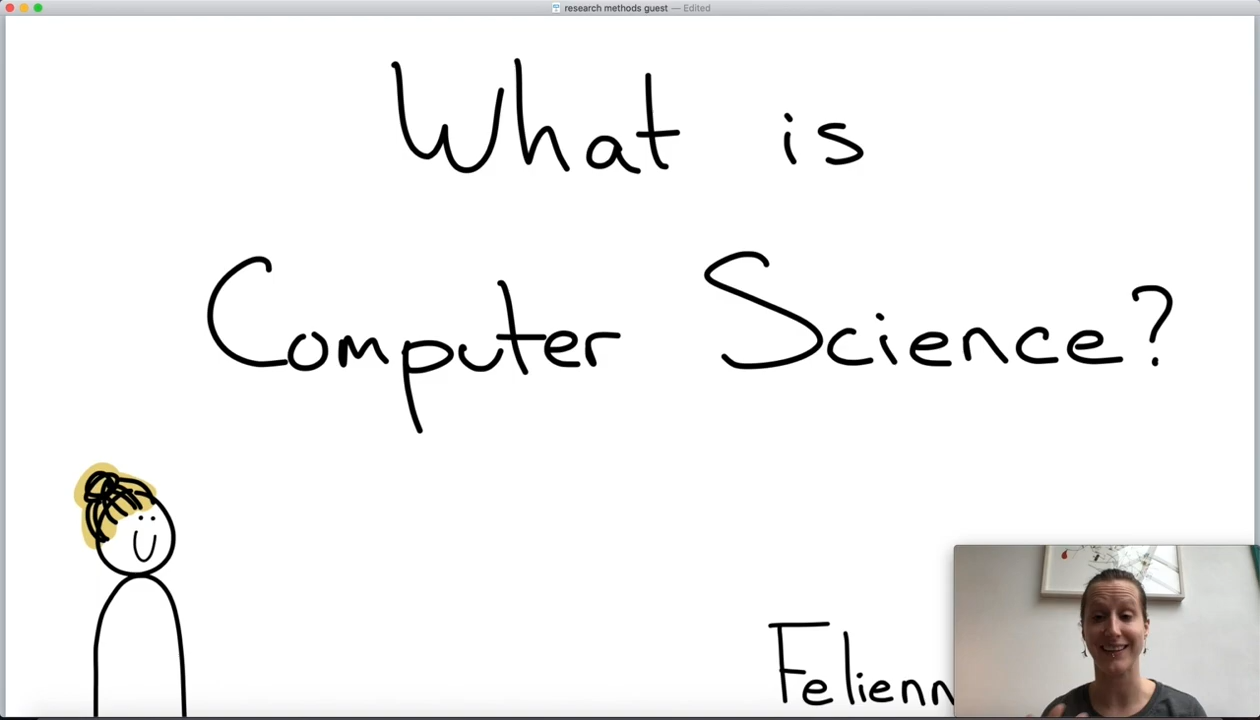 research methods guest — Edited
What is
Computer Science?
Felienn